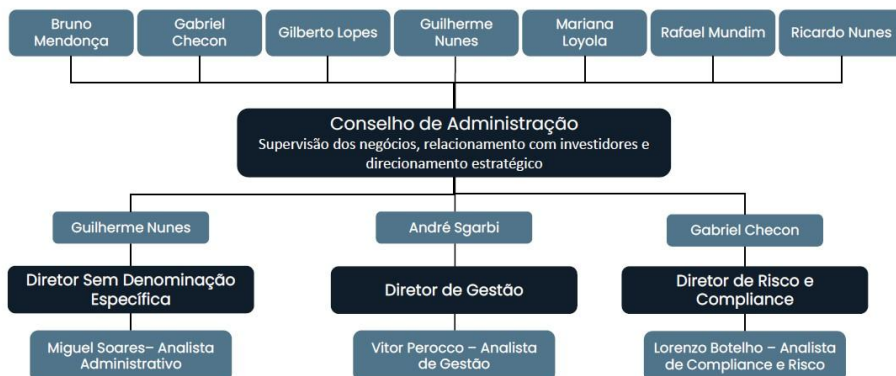 Bruno
Mendonça
Gabriel
Checon
Gilberto Lopes
Guilherme
Nunes
Mariana
Loyola
Rafael Mundim
Ricardo Nunes
Conselho de Administração
Supervisão dos negócios, relacionamento com investidores e
direcionamento estratégico
Guilherme Nunes
André Sgarbi
Gabriel Checon
Diretor Sem Denominação
Específica
Diretor de Gestão
Diretor de Risco e
Compliance
Miguel Soares– Analista
Administrativo
Vitor Perocco – Analista
de Gestão
Lorenzo Botelho – Analista
de Compliance e Risco